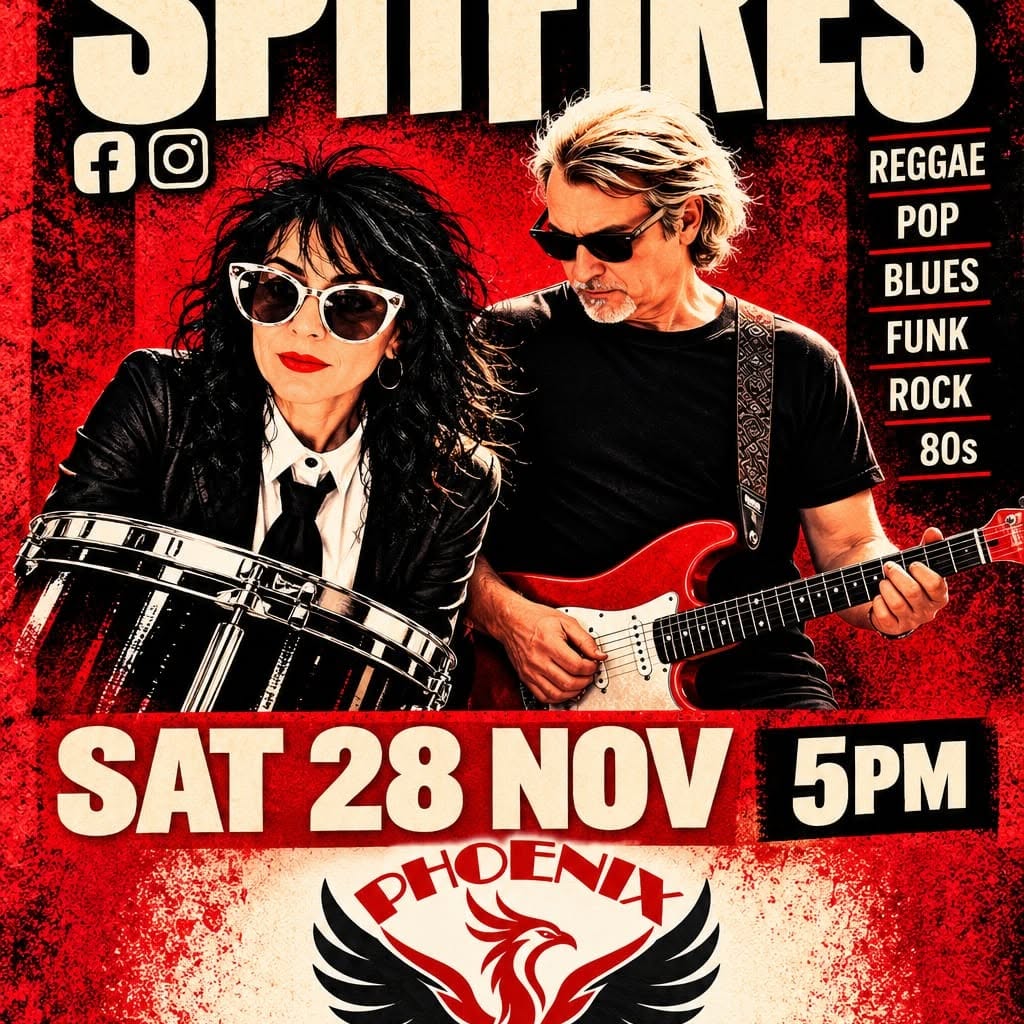 SPITFIRES
REGGAE
POP
BLUES
FUNK
ROCK
80s
SAT 28 NOV 5PM
PHOENIX